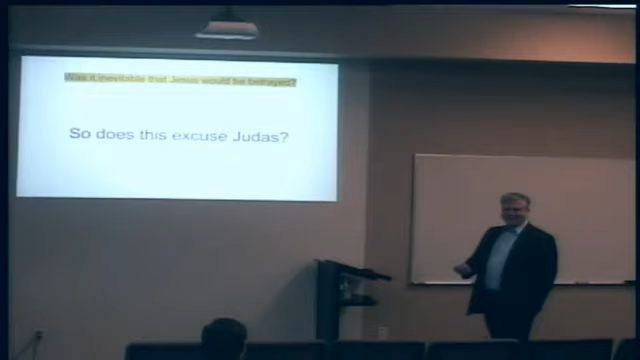 Was it inevitable that Jesus would be betrayed?
So does this excuse Judas?